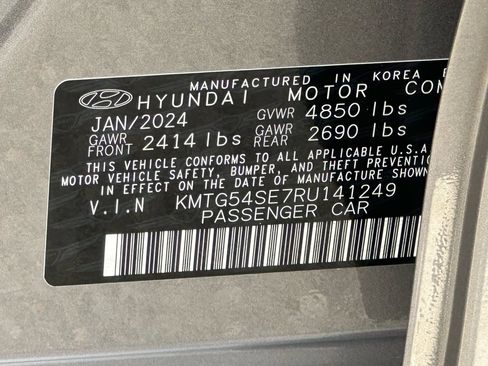 MANUFACTURED IN KOREA
HYUNDAI MOTOR COM
JAN/2024 GVWR 4850 lbs
GAWR FRONT 2414 lbs GAWR REAR 2690 lbs
THIS VEHICLE CONFORMS TO ALL APPLICABLE U.S.A
MOTOR VEHICLE SAFETY, BUMPER, AND THEFT PREVENTIO
IN EFFECT ON THE DATE OF MANUFACTURE SHOWN
V.I.N KMTG54SE7RU141249
PASSENGER CAR